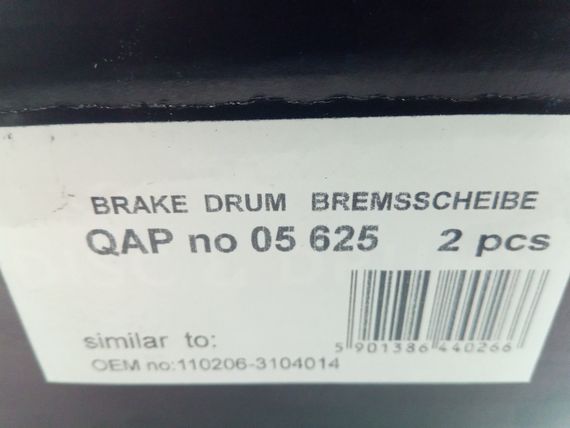 BRAKE DRUM BREMSSCHEIBE
QAP no 05 625 2 pcs
similar to:
5 901386 440266
OEM no:110206-3104014